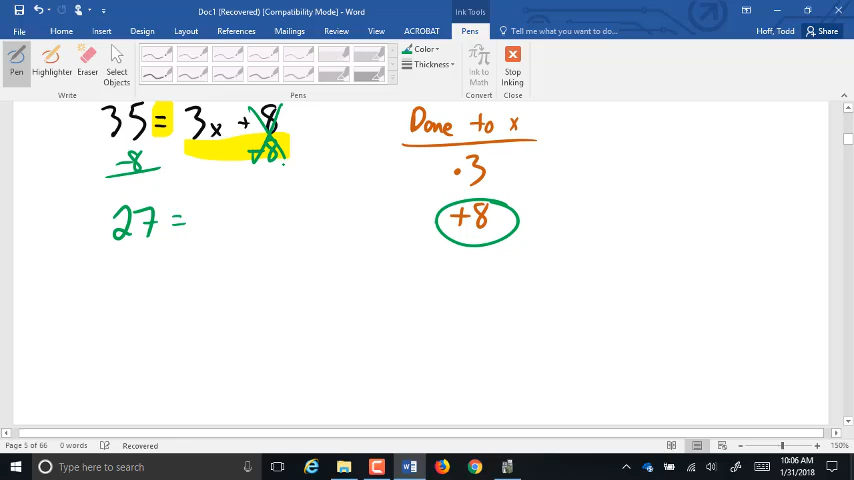 Doc1 (Recovered) [Compatibility Mode] - Word
Ink Tools
File Home Insert Draw Design Layout References Mailings Review View ACROBAT Pens Tell me what you want to do... Hoff, Todd Share
Pen Highlighter Eraser Select Objects
Color
Thickness
Ink to Math
Stop Inking
Write Pens Convert Close
35 = 3x + 8
Done to x
-8 -8
· 3
+8
27 =
Page 5 of 66 0 words Recovered 150%
Type here to search
10:06 AM
1/31/2018